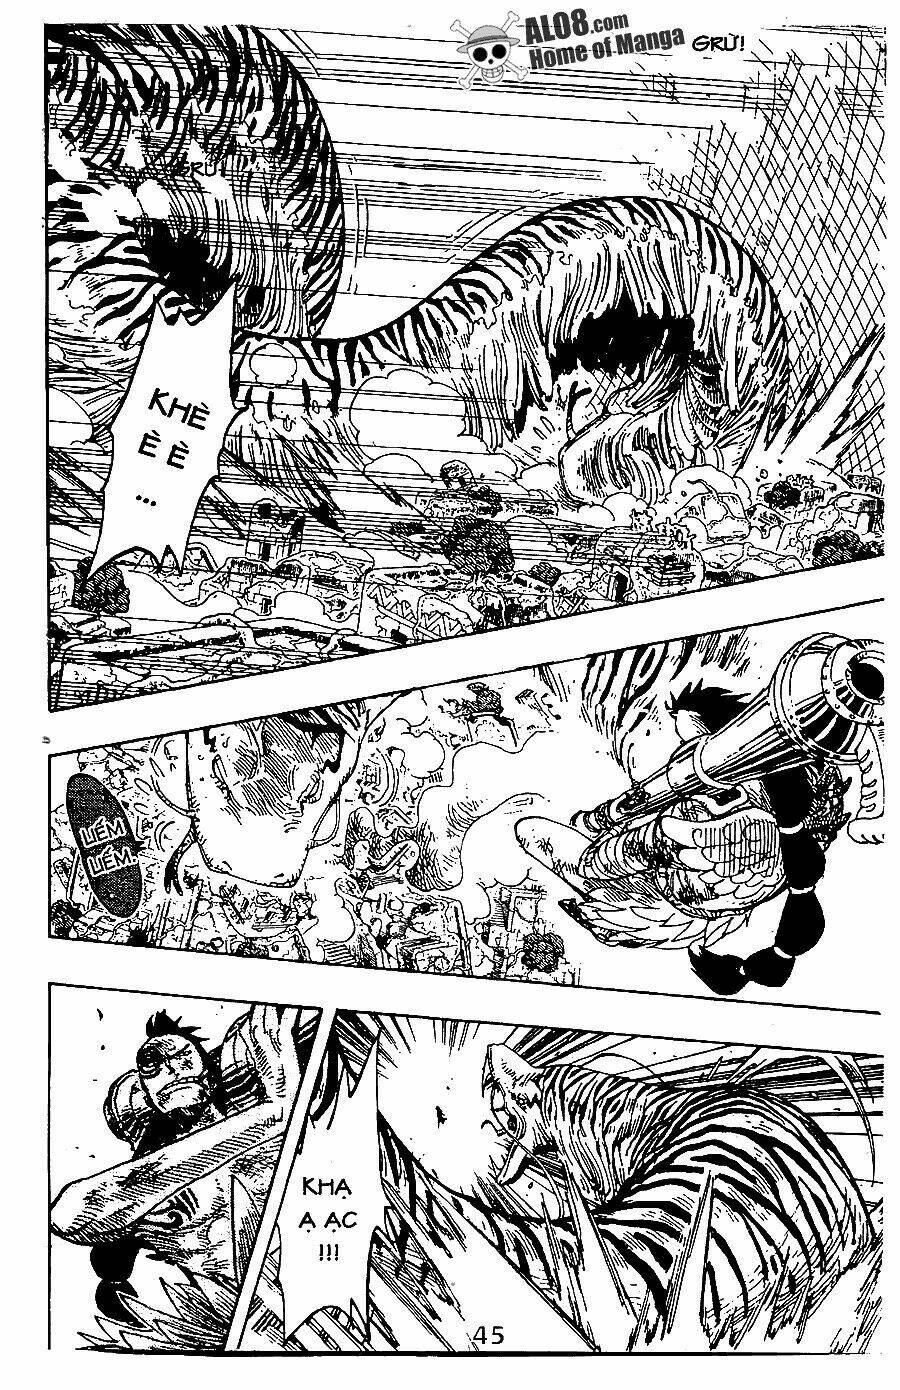 ALO8.com
Home of Manga
GRỪ!
GRỪ!
KHÈ
È È
...
LIẾM
LIẾM.
KHẠ
Ạ ẠC
!!!
45